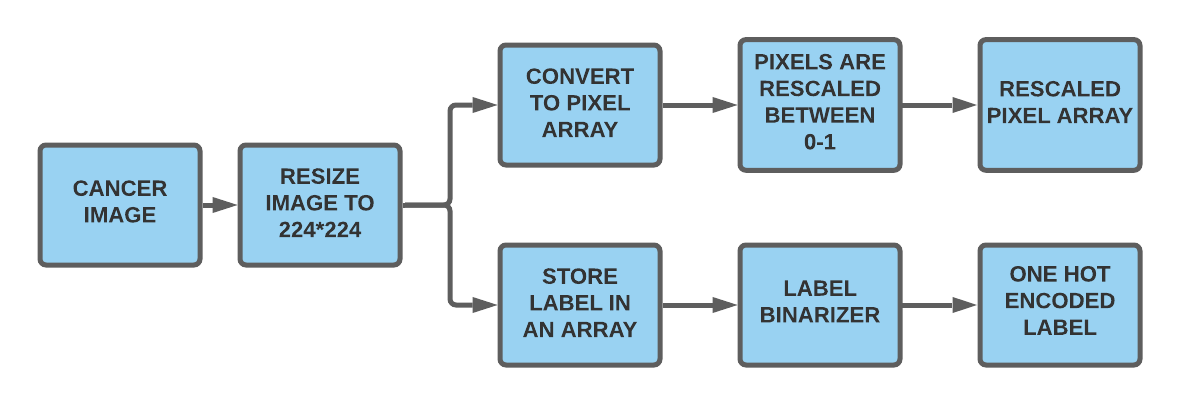 CANCER
IMAGE
RESIZE
IMAGE TO
224*224
CONVERT
TO PIXEL
ARRAY
PIXELS ARE
RESCALED
BETWEEN
0-1
RESCALED
PIXEL ARRAY
STORE
LABEL IN
AN ARRAY
LABEL
BINARIZER
ONE HOT
ENCODED
LABEL